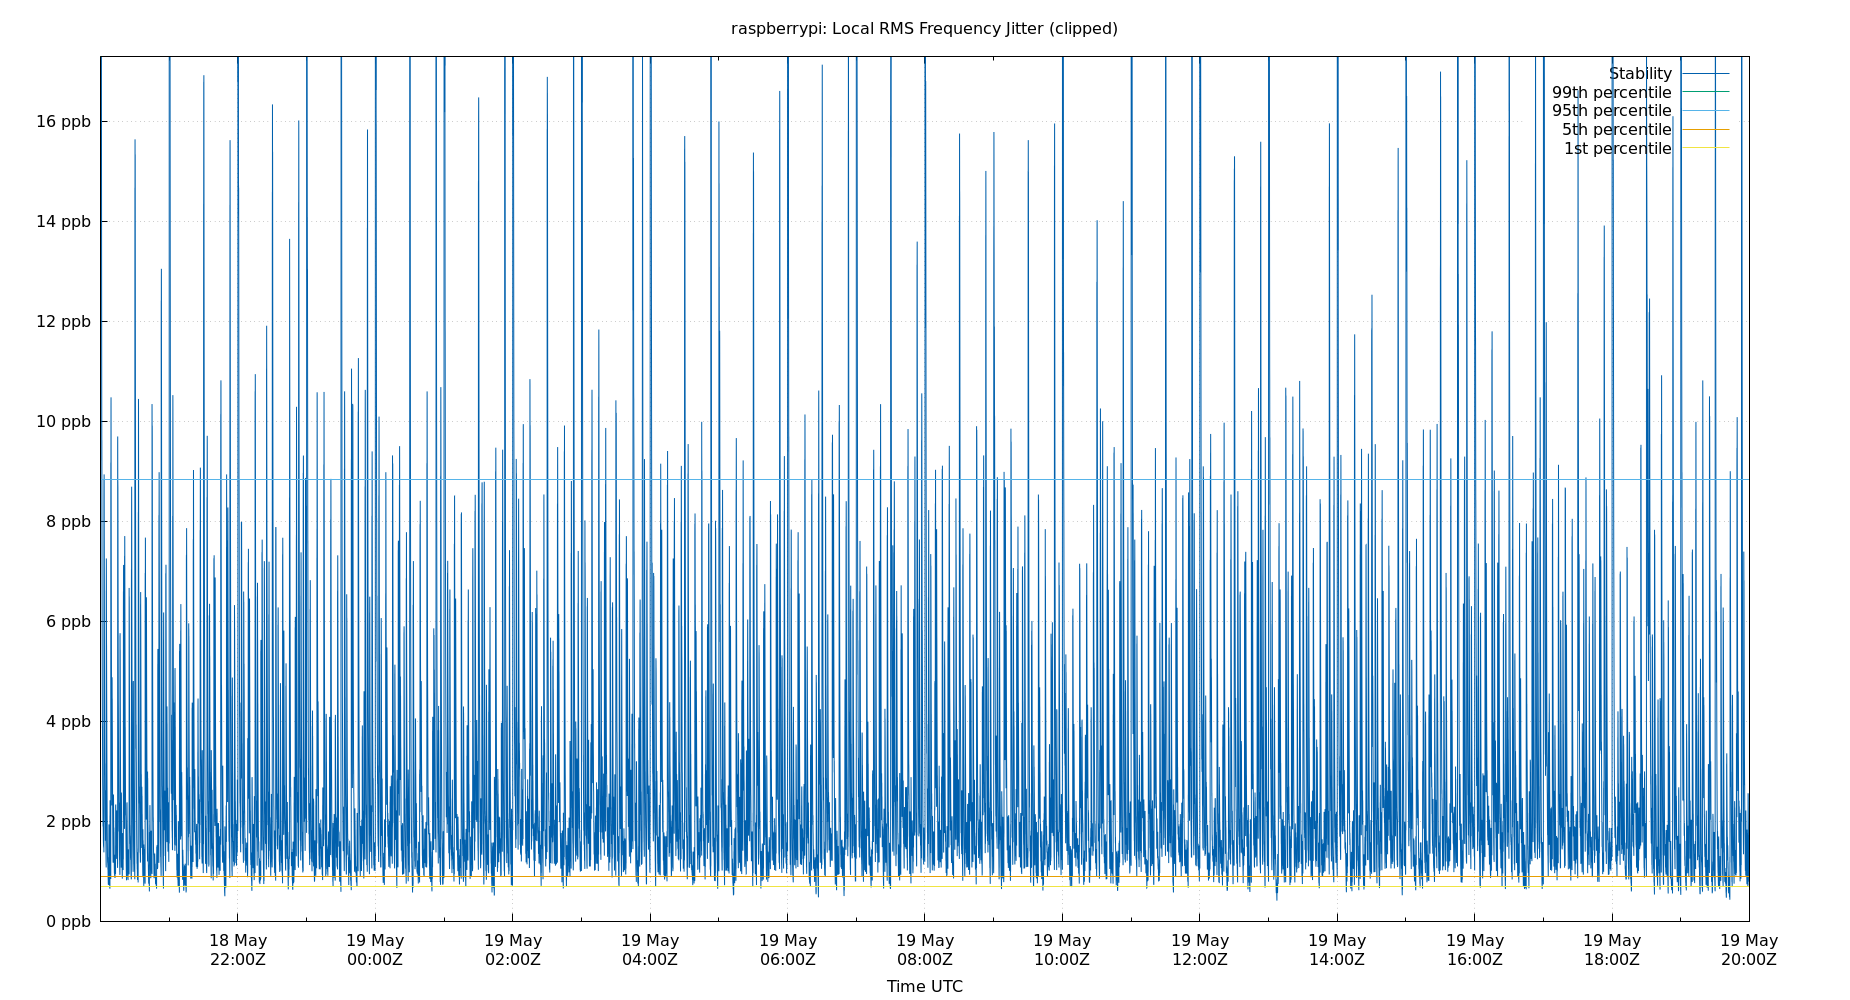 raspberrypi: Local RMS Frequency Jitter (clipped)
Stability
99th percentile
95th percentile
5th percentile
1st percentile
16 ppb
14 ppb
12 ppb
10 ppb
8 ppb
6 ppb
4 ppb
2 ppb
0 ppb
18 May 19 May 19 May 19 May 19 May 19 May 19 May 19 May 19 May 19 May 19 May 19 May
22:00Z 00:00Z 02:00Z 04:00Z 06:00Z 08:00Z 10:00Z 12:00Z 14:00Z 16:00Z 18:00Z 20:00Z
Time UTC